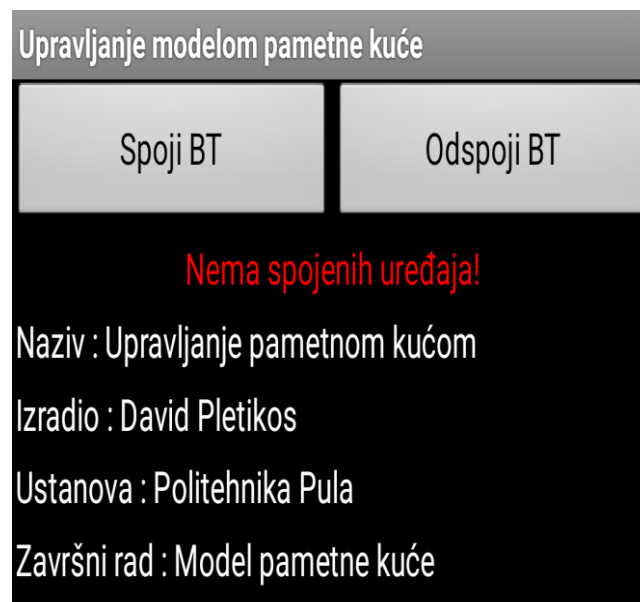 Upravljanje modelom pametne kuće
Spoji BT Odspoji BT
Nema spojenih uređaja!
Naziv : Upravljanje pametnom kućom
Izradio : David Pletikos
Ustanova : Politehnika Pula
Završni rad : Model pametne kuće